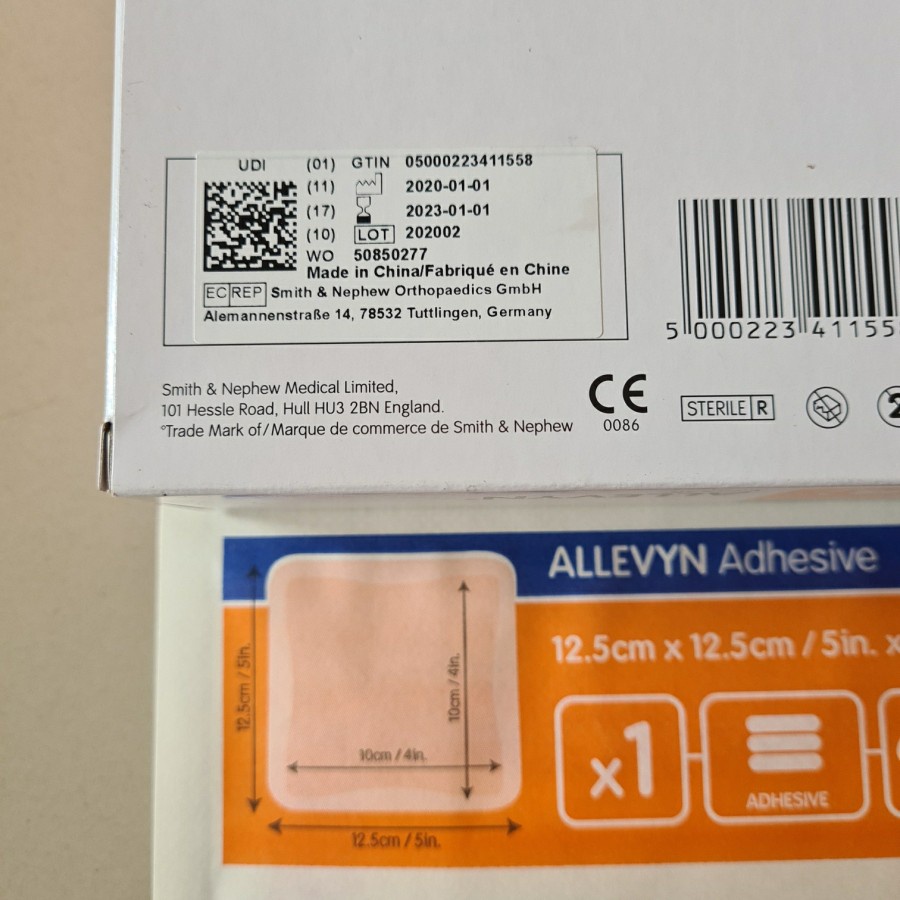 UDI (01) GTIN 05000223411558
(11) 2020-01-01
(17) 2023-01-01
(10) LOT 202002
WO 50850277
Made in China/Fabriqué en Chine
EC REP Smith & Nephew Orthopaedics GmbH
Alemannenstraße 14, 78532 Tuttlingen, Germany
5 000223 41155
Smith & Nephew Medical Limited,
101 Hessle Road, Hull HU3 2BN England.
°Trade Mark of/Marque de commerce de Smith & Nephew
CE
0086
STERILE R
2
ALLEVYN Adhesive
12.5cm x 12.5cm / 5in. x
12.5cm / 5in.
10cm / 4in.
10cm / 4in.
12.5cm / 5in.
x1
ADHESIVE